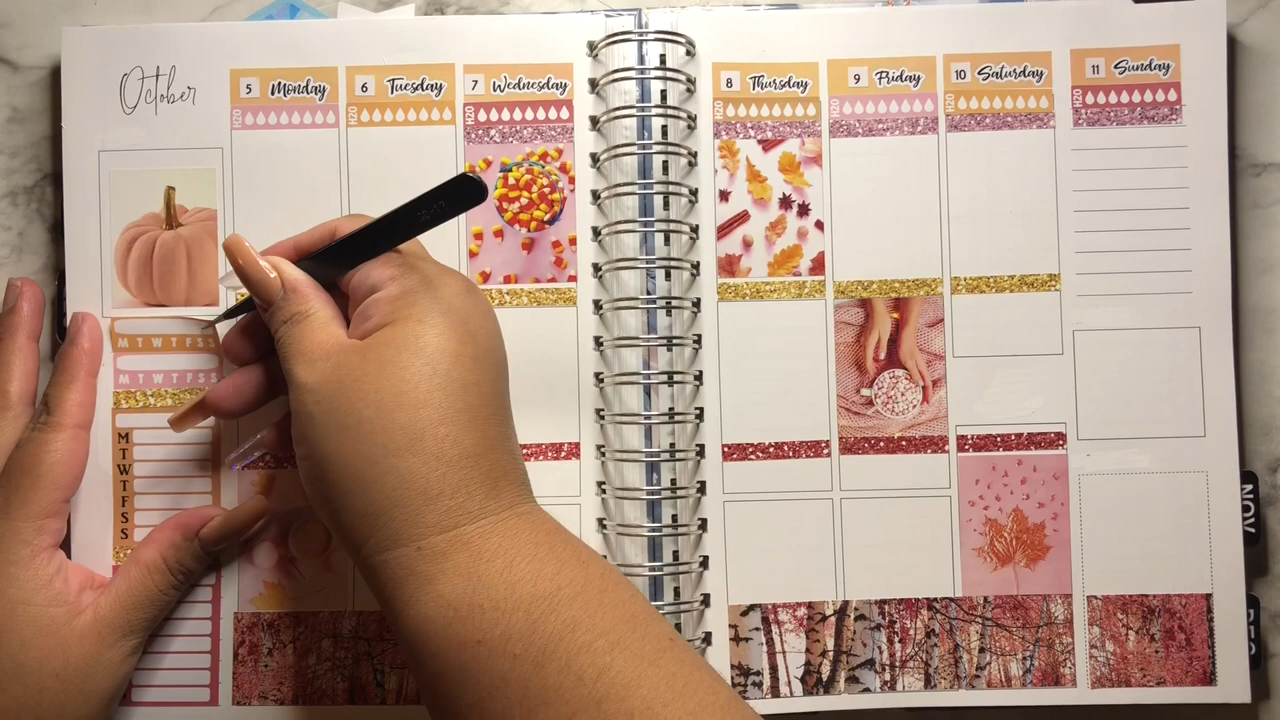 October
5 Monday
6 Tuesday
7 Wednesday
8 Thursday
9 Friday
10 Saturday
11 Sunday
H2O
H2O
H2O
H2O
H2O
H2O
H2O
M T W T F S S
M T W T F S S
M
T
W
T
F
S
S
NOV
DEC